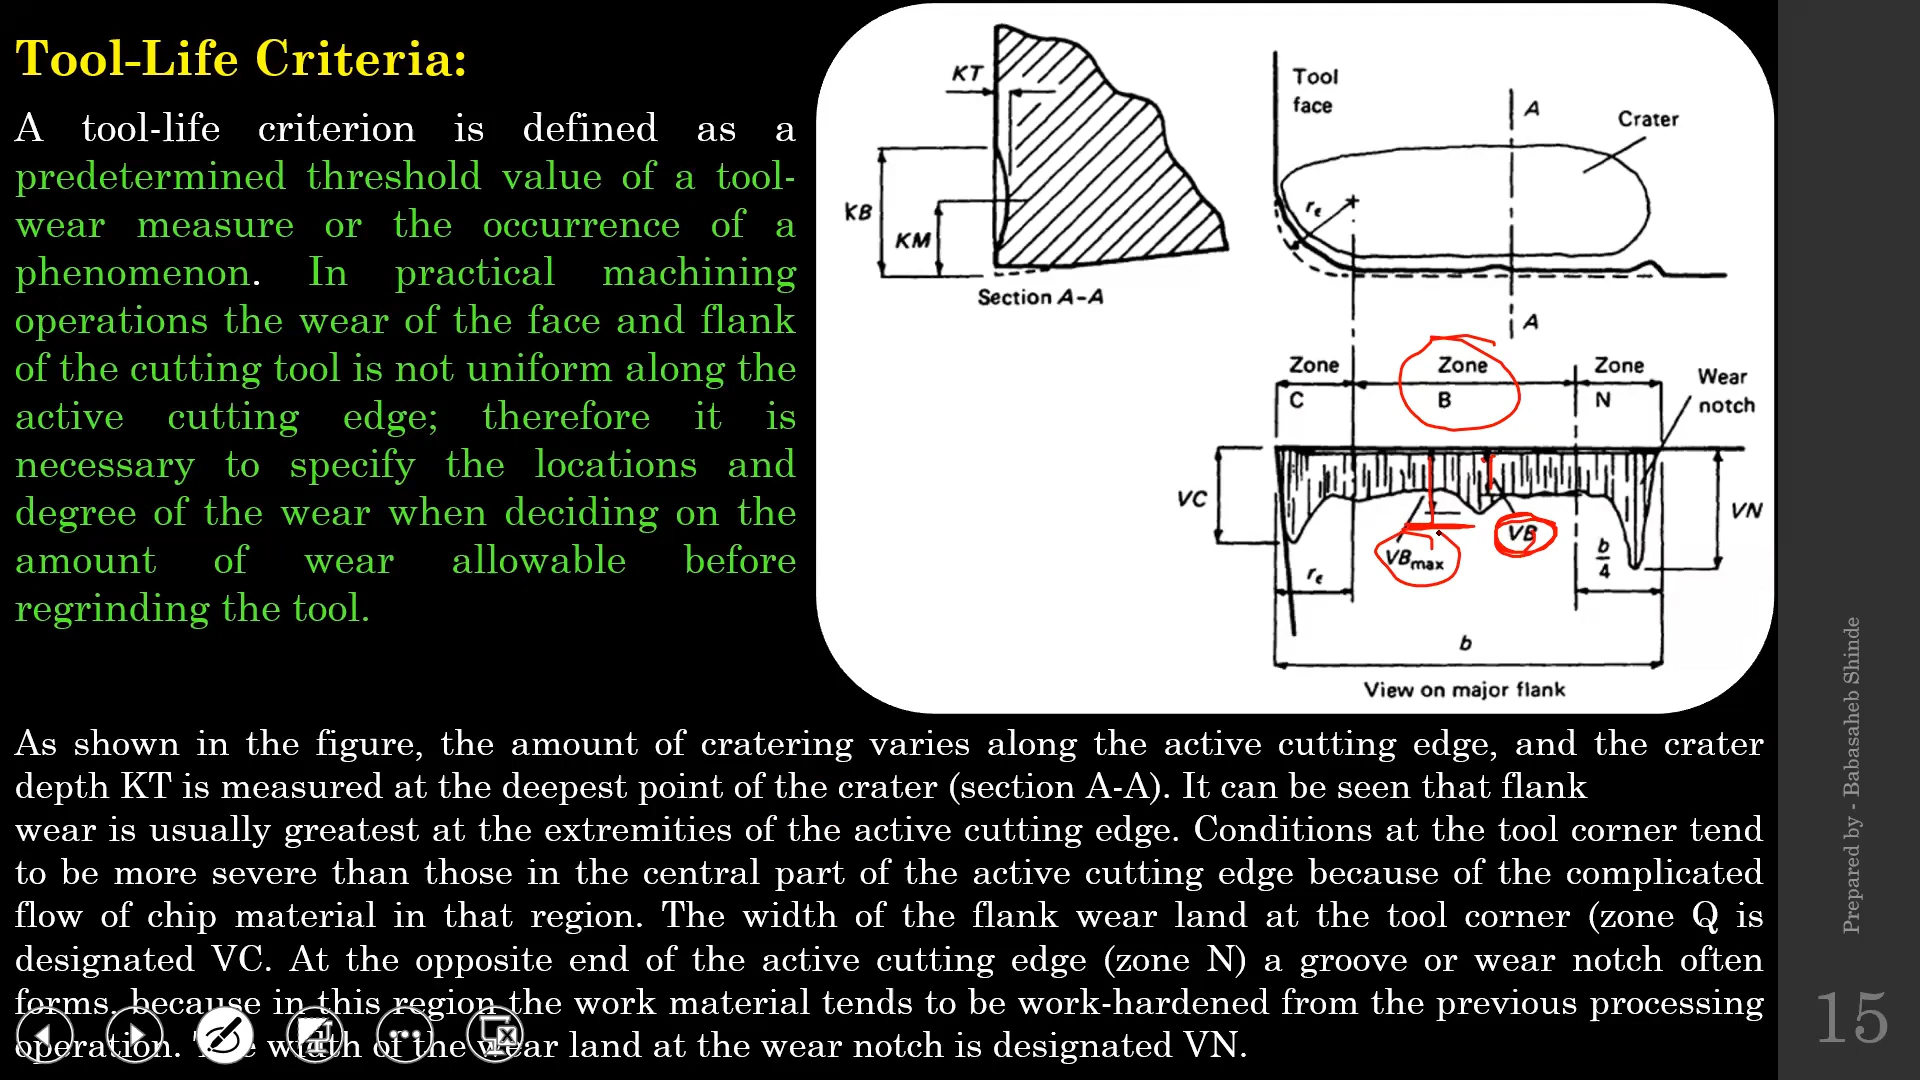 Tool-Life Criteria:
A tool-life criterion is defined as a
predetermined threshold value of a tool-
wear measure or the occurrence of a
phenomenon. In practical machining
operations the wear of the face and flank
of the cutting tool is not uniform along the
active cutting edge; therefore it is
necessary to specify the locations and
degree of the wear when deciding on the
amount of wear allowable before
regrinding the tool.
KT
KB
KM
Section A-A
Tool
face
A
Crater
rε
A
Zone
C
Zone
B
Zone
N
Wear
notch
VC
VBmax
VB
VN
rε
b/4
b
View on major flank
As shown in the figure, the amount of cratering varies along the active cutting edge, and the crater
depth KT is measured at the deepest point of the crater (section A-A). It can be seen that flank
wear is usually greatest at the extremities of the active cutting edge. Conditions at the tool corner tend
to be more severe than those in the central part of the active cutting edge because of the complicated
flow of chip material in that region. The width of the flank wear land at the tool corner (zone Q is
designated VC. At the opposite end of the active cutting edge (zone N) a groove or wear notch often
forms, because in this region the work material tends to be work-hardened from the previous processing
operation. The width of the wear land at the wear notch is designated VN.
Prepared by - Babasaheb Shinde
15